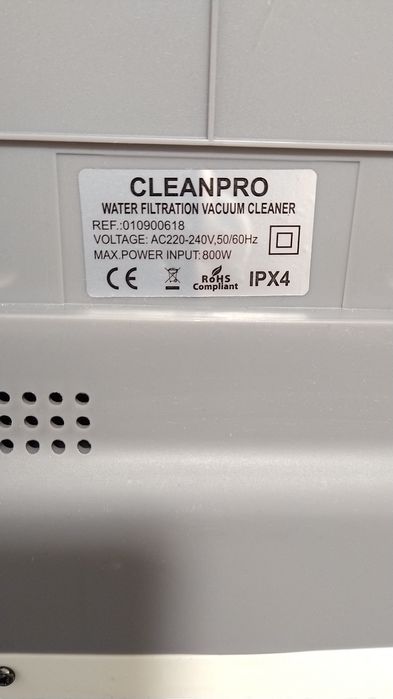 CLEANPRO
WATER FILTRATION VACUUM CLEANER
REF.:010900618
VOLTAGE: AC220-240V,50/60Hz
MAX.POWER INPUT:800W
CE RoHS Compliant IPX4